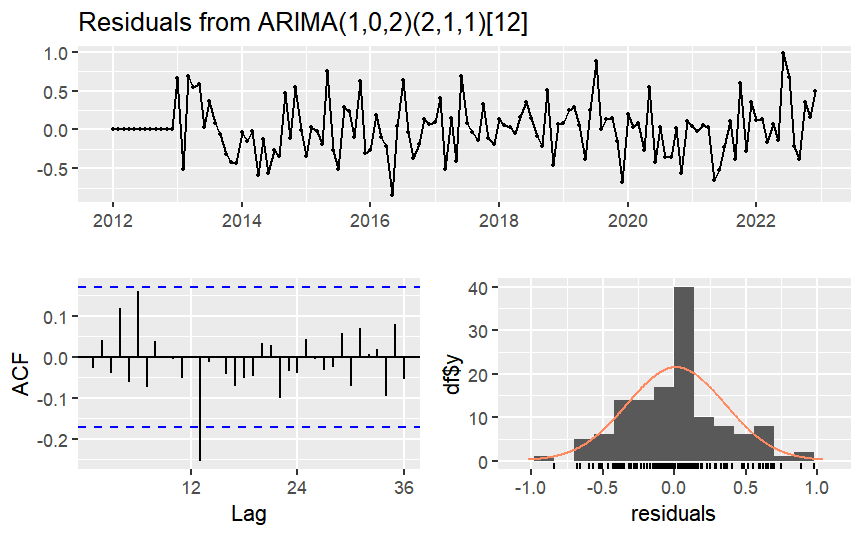 Residuals from ARIMA(1,0,2)(2,1,1)[12]
1.0
0.5
0.0
-0.5
2012 2014 2016 2018 2020 2022
ACF
0.1
0.0
-0.1
-0.2
12 24 36
Lag
df$y
40
30
20
10
0
-1.0 -0.5 0.0 0.5 1.0
residuals